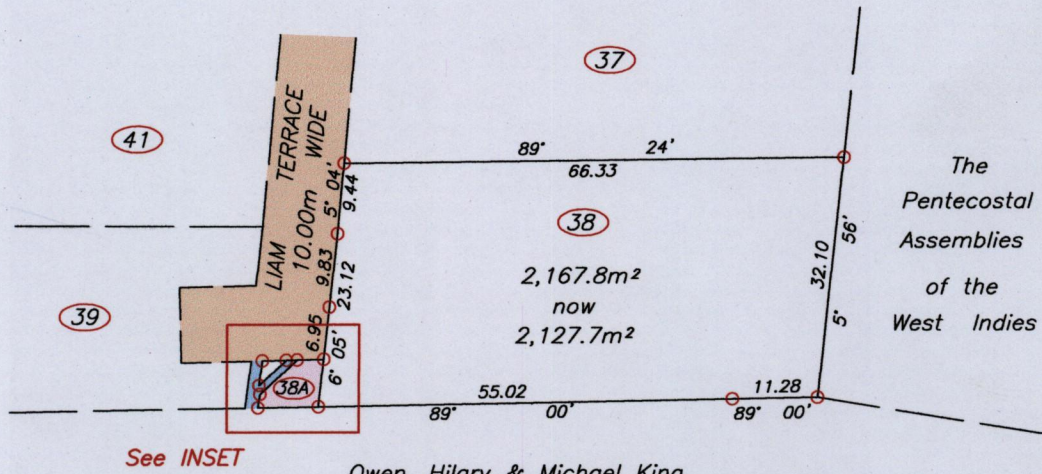 37
41
LIAM TERRACE
10.00m WIDE
89° 24'
66.33
5° 04'
9.44
The
Pentecostal
Assemblies
of the
West Indies
38
9.83
23.12
2,167.8m²
now
2,127.7m²
32.10
5° 56'
39
6.95
6° 05'
38A
55.02
11.28
89° 00'
89° 00'
See INSET
Owen, Hilary & Michael King